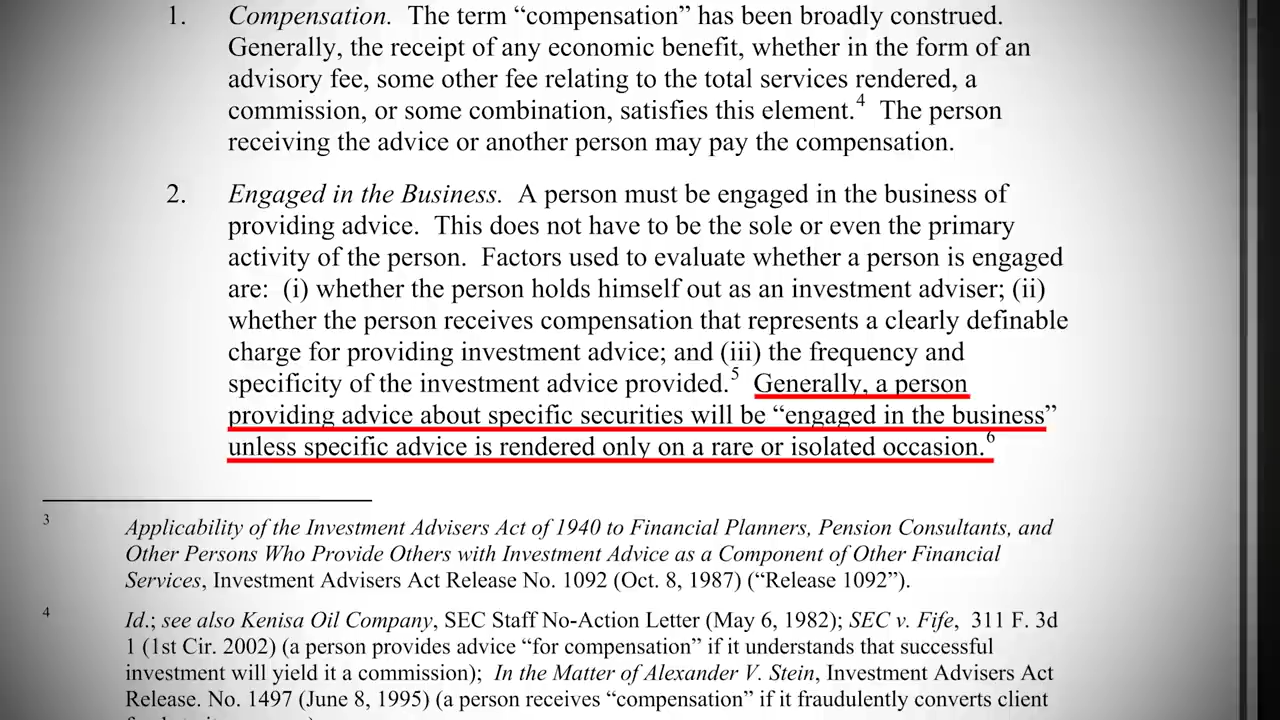 1. Compensation. The term “compensation” has been broadly construed.
Generally, the receipt of any economic benefit, whether in the form of an
advisory fee, some other fee relating to the total services rendered, a
commission, or some combination, satisfies this element.4 The person
receiving the advice or another person may pay the compensation.
2. Engaged in the Business. A person must be engaged in the business of
providing advice. This does not have to be the sole or even the primary
activity of the person. Factors used to evaluate whether a person is engaged
are: (i) whether the person holds himself out as an investment adviser; (ii)
whether the person receives compensation that represents a clearly definable
charge for providing investment advice; and (iii) the frequency and
specificity of the investment advice provided.5 Generally, a person
providing advice about specific securities will be “engaged in the business”
unless specific advice is rendered only on a rare or isolated occasion.6
3 Applicability of the Investment Advisers Act of 1940 to Financial Planners, Pension Consultants, and
Other Persons Who Provide Others with Investment Advice as a Component of Other Financial
Services, Investment Advisers Act Release No. 1092 (Oct. 8, 1987) (“Release 1092”).
4 Id.; see also Kenisa Oil Company, SEC Staff No-Action Letter (May 6, 1982); SEC v. Fife, 311 F. 3d
1 (1st Cir. 2002) (a person provides advice “for compensation” if it understands that successful
investment will yield it a commission); In the Matter of Alexander V. Stein, Investment Advisers Act
Release. No. 1497 (June 8, 1995) (a person receives “compensation” if it fraudulently converts client